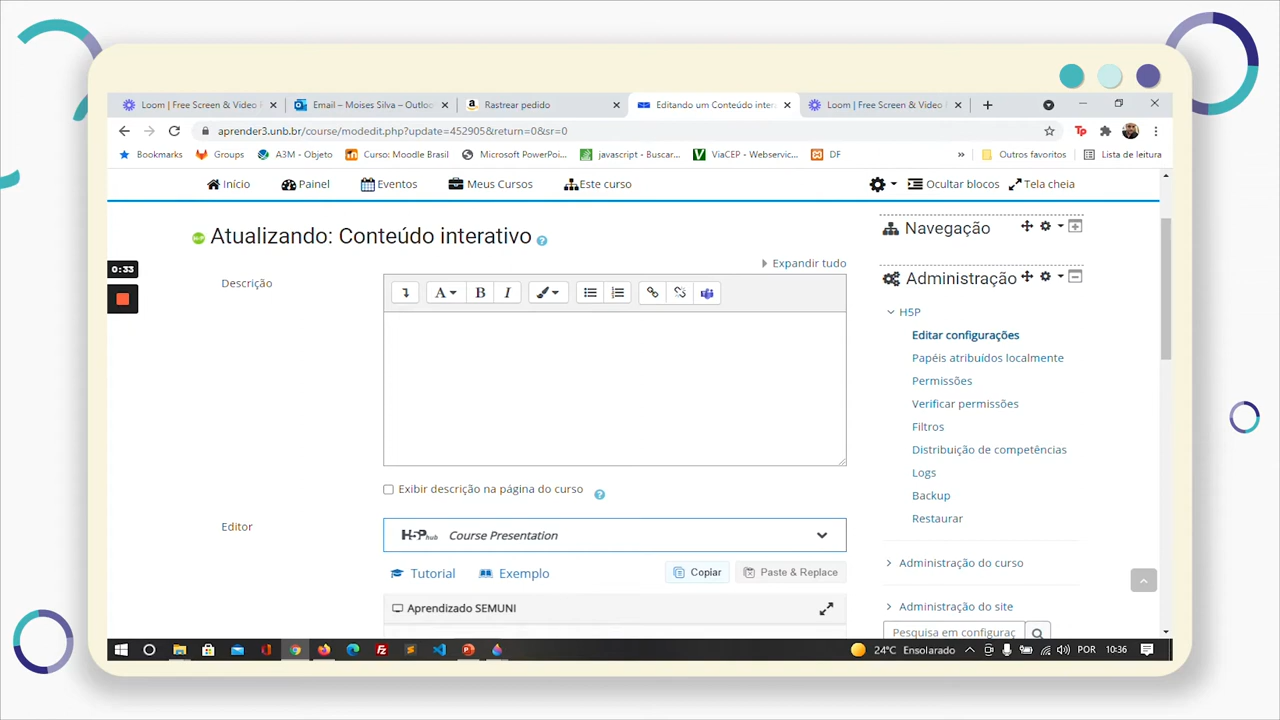 Loom | Free Screen & Video
Email – Moises Silva – Outloo
Rastrear pedido
Editando um Conteúdo inter
Loom | Free Screen & Video
aprender3.unb.br/course/modedit.php?update=452905&return=0&sr=0
Bookmarks
Groups
A3M - Objeto
Curso: Moodle Brasil
Microsoft PowerPoi...
javascript - Buscar...
ViaCEP - Webservic...
DF
»
Outros favoritos
Lista de leitura
Início
Painel
Eventos
Meus Cursos
Este curso
Ocultar blocos
Tela cheia
H5P
Atualizando: Conteúdo interativo
Expandir tudo
0:33
Descrição
A
B
I
Exibir descrição na página do curso
Editor
H5P hub Course Presentation
Tutorial
Exemplo
Copiar
Paste & Replace
Aprendizado SEMUNI
Navegação
Administração
H5P
Editar configurações
Papéis atribuídos localmente
Permissões
Verificar permissões
Filtros
Distribuição de competências
Logs
Backup
Restaurar
Administração do curso
Administração do site
Pesquisa em configuraç
24°C Ensolarado
POR
10:36